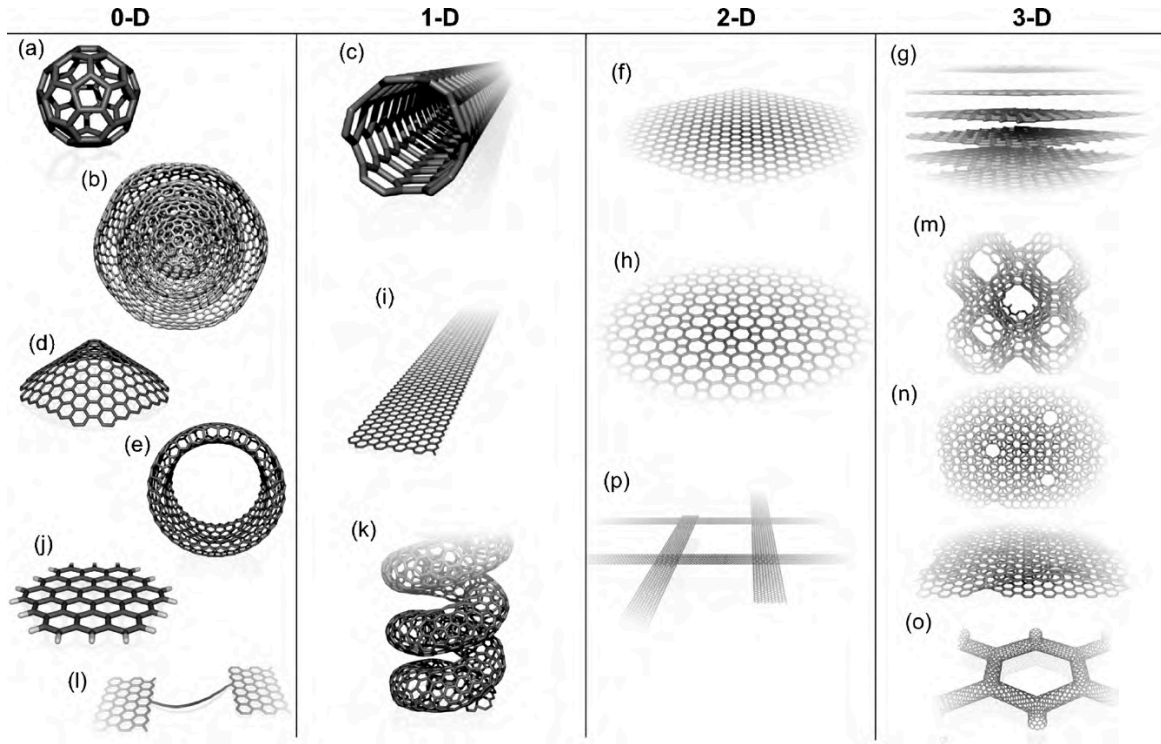 0-D 1-D 2-D 3-D
(a)
(b)
(d)
(e)
(j)
(l)
(c)
(i)
(k)
(f)
(h)
(p)
(g)
(m)
(n)
(o)